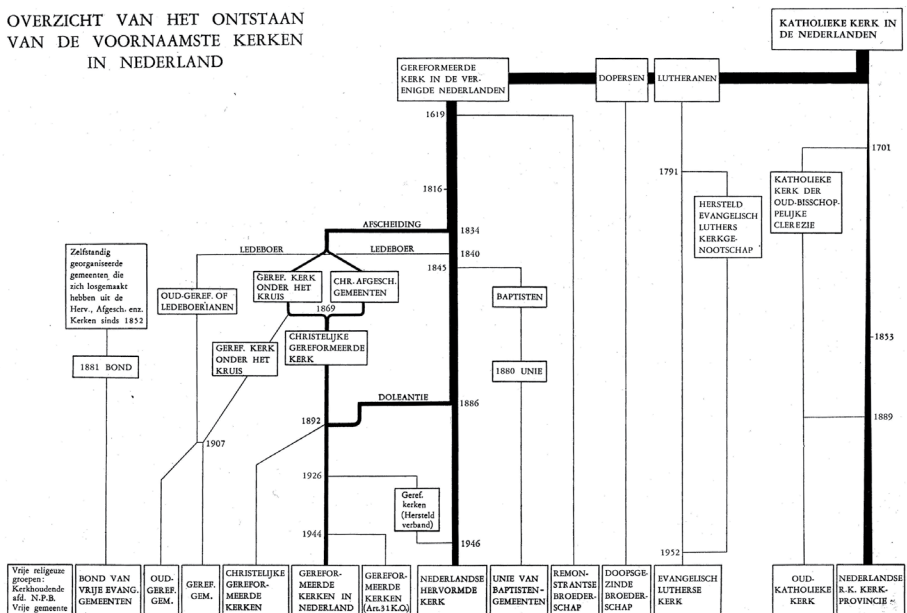 OVERZICHT VAN HET ONTSTAAN
VAN DE VOORNAAMSTE KERKEN
IN NEDERLAND
KATHOLIEKE KERK IN
DE NEDERLANDEN
GEREFORMEERDE
KERK IN DE VER-
ENIGDE NEDERLANDEN
DOPERSEN
LUTHERANEN
1619
1701
1791
KATHOLIEKE
KERK DER
OUD-BISSCHOP-
PELIJKE
CLEREZIE
1816
HERSTELD
EVANGELISCH
LUTHERS
KERKGE-
NOOTSCHAP
AFSCHEIDING
1834
LEDEBOER
LEDEBOER
1840
1845
Zelfstandig
georganiseerde
gemeenten die
zich losgemaakt
hebben uit de
Herv., Afgesch. enz.
Kerken sinds 1852
GEREF. KERK
ONDER HET
KRUIS
CHR. AFGESCH.
GEMEENTEN
OUD-GEREF. OF
LEDEBOERIANEN
BAPTISTEN
1869
CHRISTELIJKE
GEREFORMEERDE
KERK
1853
GEREF. KERK
ONDER HET
KRUIS
1881 BOND
1880 UNIE
DOLEANTIE
1886
1889
1892
1907
1926
Geref.
kerken
(Hersteld
verband)
1944
1946
1952
Vrije religeuze
groepen:
Kerkhoudende
afd. N.P.B.
Vrije gemeente
BOND VAN
VRIJE EVANG.
GEMEENTEN
OUD-
GEREF.
GEM.
GEREF.
GEM.
CHRISTELIJKE
GEREFOR-
MEERDE
KERKEN
GEREFOR-
MEERDE
KERKEN IN
NEDERLAND
GEREFOR-
MEERDE
KERKEN
(Art.31K.O.)
NEDERLANDSE
HERVORMDE
KERK
UNIE VAN
BAPTISTEN-
GEMEENTEN
REMON-
STRANTSE
BROEDER-
SCHAP
DOOPSGE-
ZINDE
BROEDER-
SCHAP
EVANGELISCH
LUTHERSE
KERK
OUD-
KATHOLIEKE
KERK
NEDERLANDSE
R.-K. KERK-
PROVINCIE